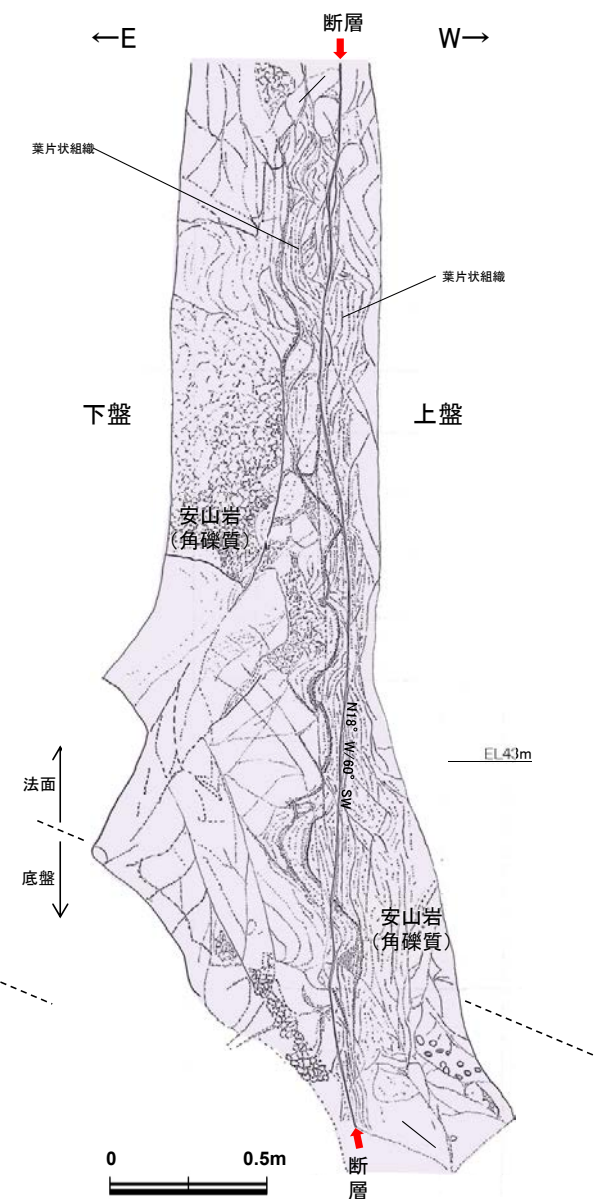 断層
←E
W→
葉片状組織
葉片状組織
下盤
上盤
安山岩
(角礫質)
N18°W/60°SW
EL43m
法面
底盤
安山岩
(角礫質)
断
層
0
0.5m